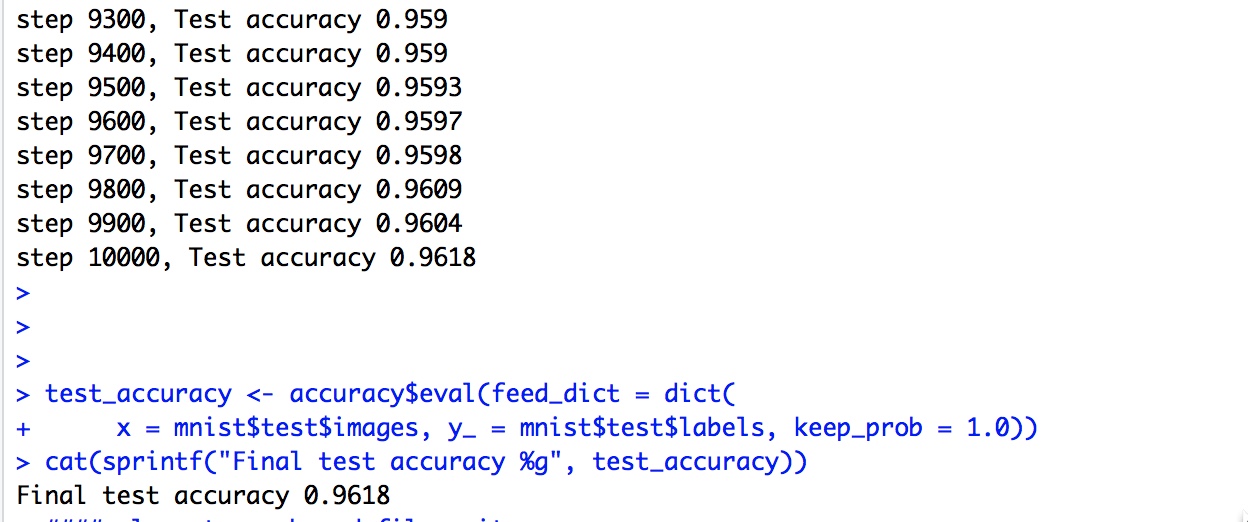 step 9300, Test accuracy 0.959
step 9400, Test accuracy 0.959
step 9500, Test accuracy 0.9593
step 9600, Test accuracy 0.9597
step 9700, Test accuracy 0.9598
step 9800, Test accuracy 0.9609
step 9900, Test accuracy 0.9604
step 10000, Test accuracy 0.9618
>
>
>
> test_accuracy <- accuracy$eval(feed_dict = dict(
+      x = mnist$test$images, y_ = mnist$test$labels, keep_prob = 1.0))
> cat(sprintf("Final test accuracy %g", test_accuracy))
Final test accuracy 0.9618